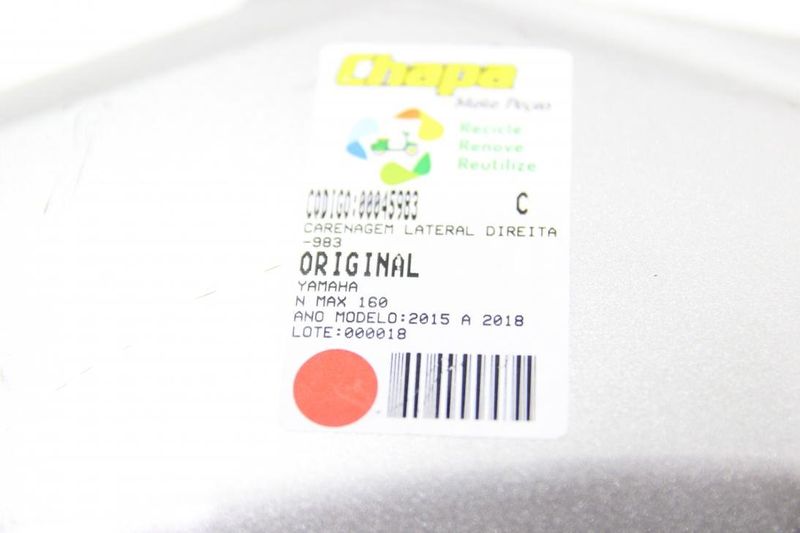 Chapa
Moto Peças
Recicle
Renove
Reutilize
CODIGO:00045983 C
CARENAGEM LATERAL DIREITA
-983
ORIGINAL
YAMAHA
N MAX 160
ANO MODELO:2015 A 2018
LOTE:000018